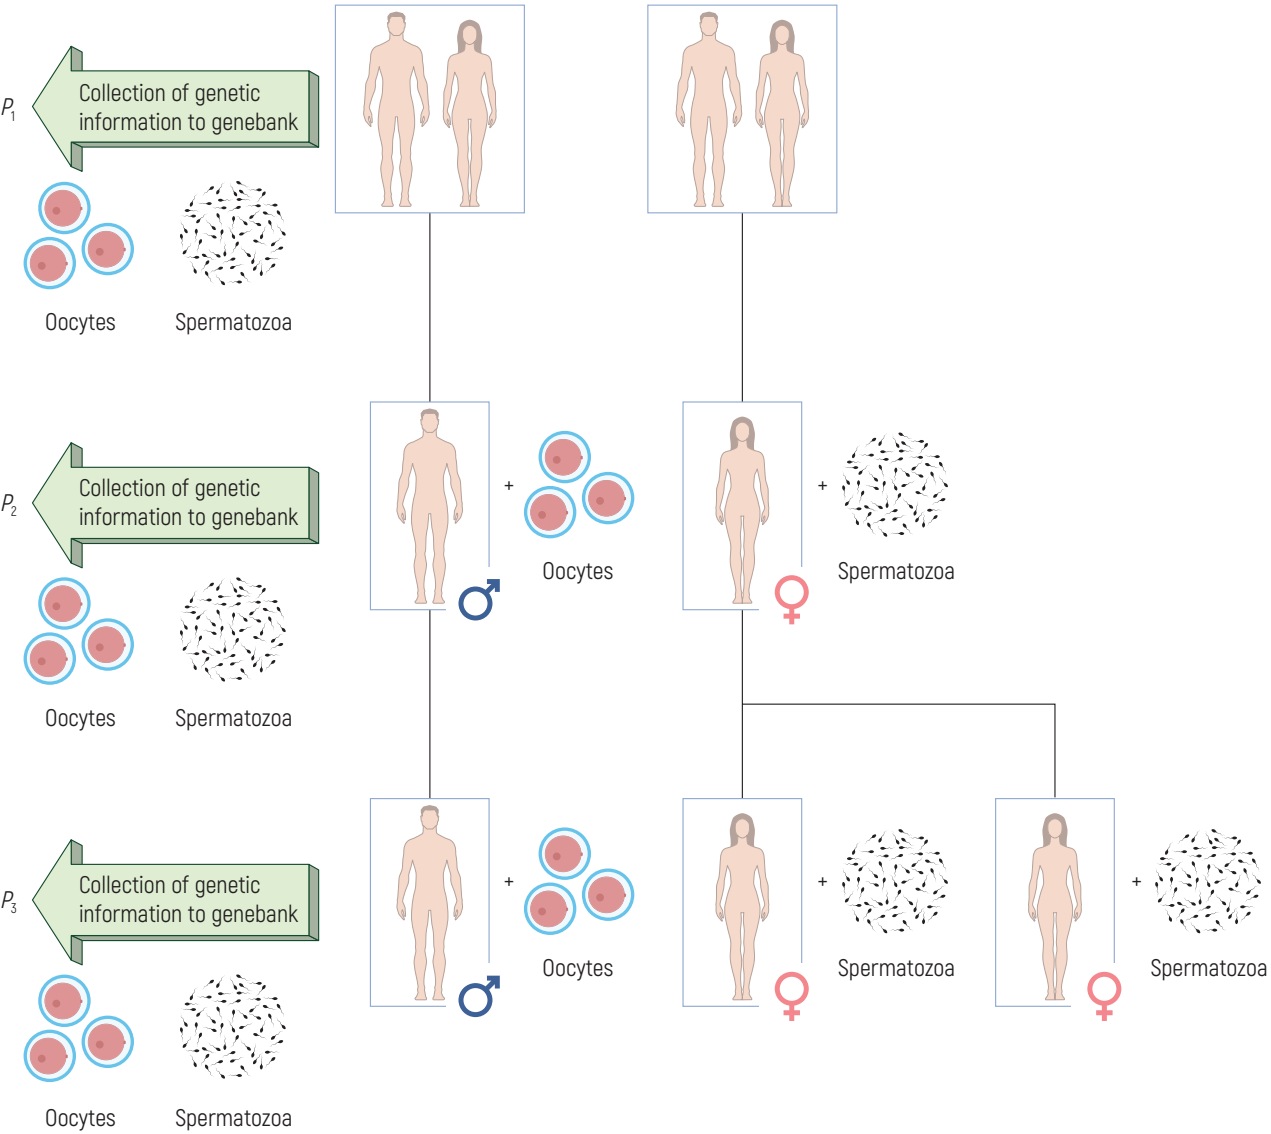 P1
Collection of genetic
information to genebank
Oocytes
Spermatozoa
P2
Collection of genetic
information to genebank
+
Oocytes
+
Spermatozoa
Oocytes
Spermatozoa
P3
Collection of genetic
information to genebank
+
Oocytes
+
Spermatozoa
+
Spermatozoa
Oocytes
Spermatozoa